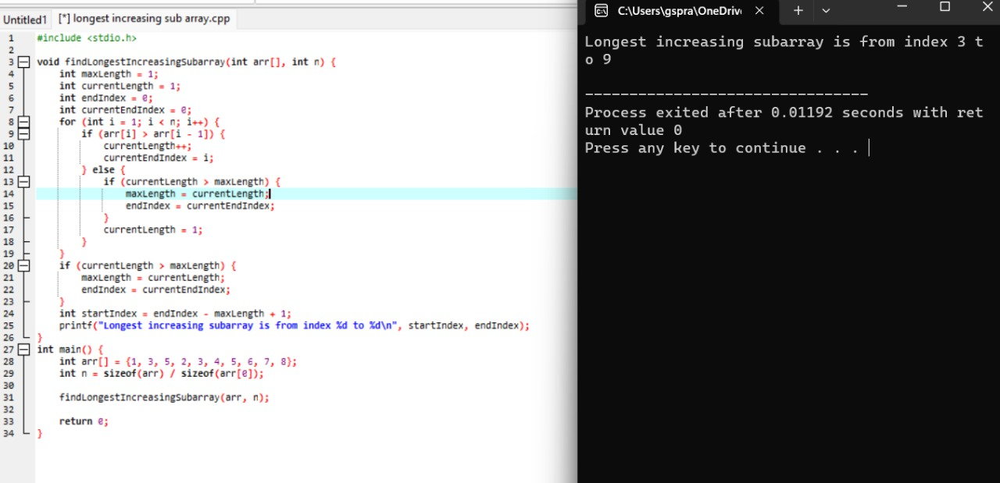 Untitled1 [*] longest increasing sub array.cpp
1 #include <stdio.h>
2
3 void findLongestIncreasingSubarray(int arr[], int n) {
4 int maxLength = 1;
5 int currentLength = 1;
6 int endIndex = 0;
7 int currentEndIndex = 0;
8 for (int i = 1; i < n; i++) {
9 if (arr[i] > arr[i - 1]) {
10 currentLength++;
11 currentEndIndex = i;
12 } else {
13 if (currentLength > maxLength) {
14 maxLength = currentLength;
15 endIndex = currentEndIndex;
16 }
17 currentLength = 1;
18 }
19 }
20 if (currentLength > maxLength) {
21 maxLength = currentLength;
22 endIndex = currentEndIndex;
23 }
24 int startIndex = endIndex - maxLength + 1;
25 printf("Longest increasing subarray is from index %d to %d\n", startIndex, endIndex);
26 }
27 int main() {
28 int arr[] = {1, 3, 5, 2, 3, 4, 5, 6, 7, 8};
29 int n = sizeof(arr) / sizeof(arr[0]);
30
31 findLongestIncreasingSubarray(arr, n);
32
33 return 0;
34 }
C:\Users\gspra\OneDriv
Longest increasing subarray is from index 3 t
o 9
--------------------------------
Process exited after 0.01192 seconds with ret
urn value 0
Press any key to continue . . .